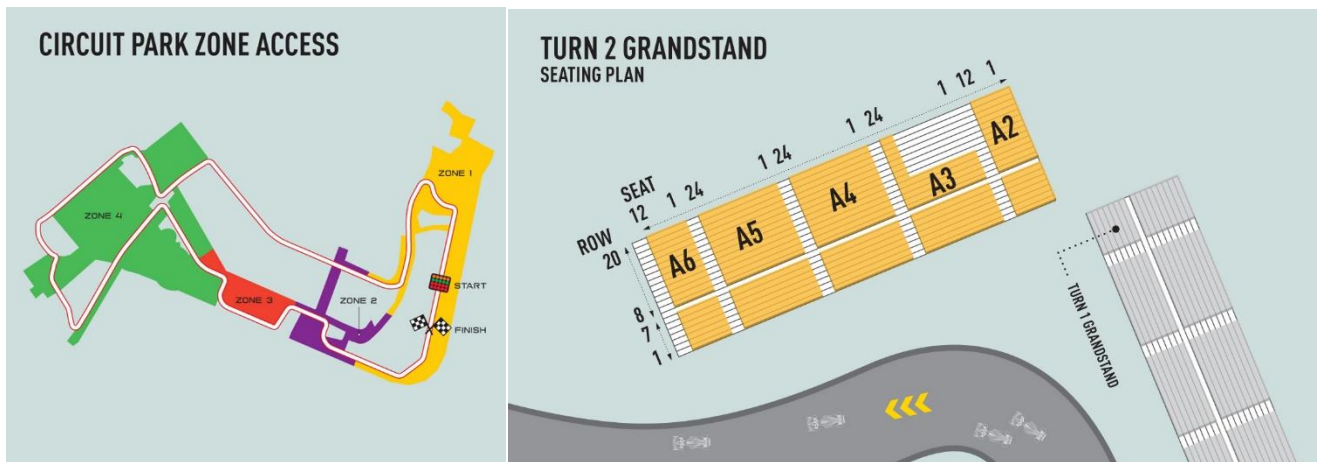 CIRCUIT PARK ZONE ACCESS
ZONE 1
ZONE 4
ZONE 3
ZONE 2
START
FINISH
TURN 2 GRANDSTAND
SEATING PLAN
SEAT
12 1 24 1 24 1 24 1 12 1
ROW
20
8
7
1
A6
A5
A4
A3
A2
TURN 1 GRANDSTAND